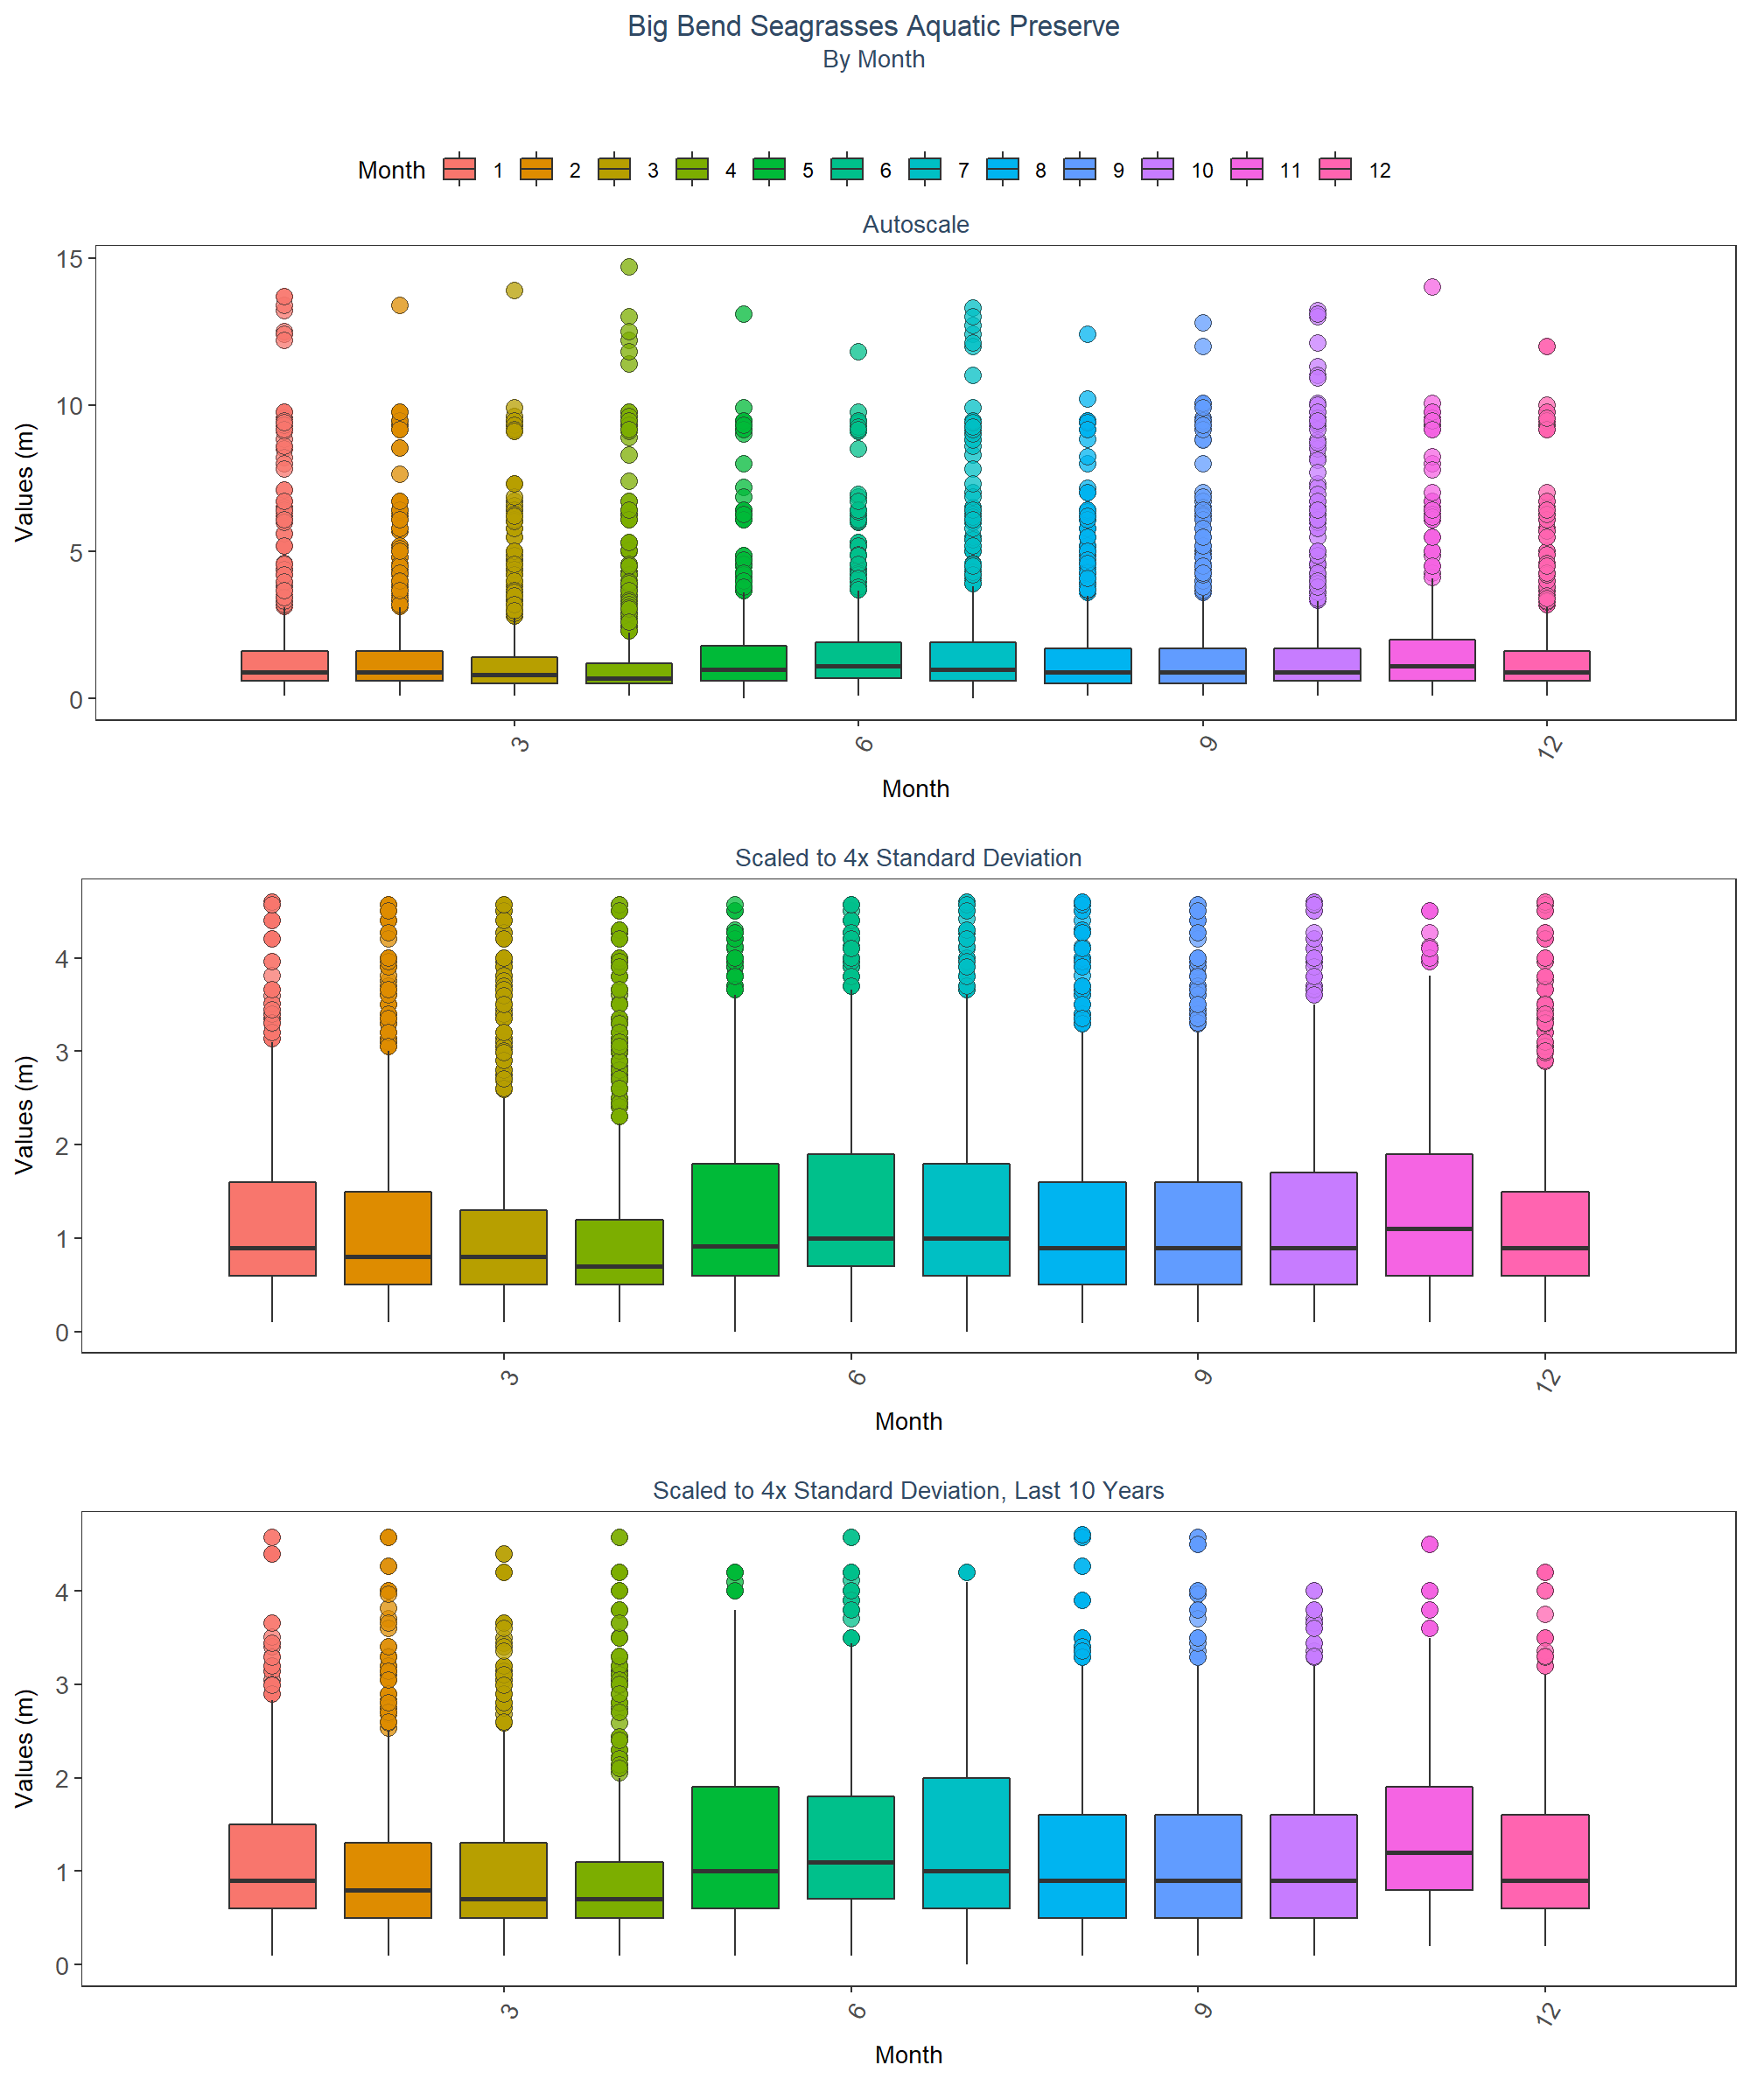 Big Bend Seagrasses Aquatic Preserve
By Month
Month 1 2 3 4 5 6 7 8 9 10 11 12
Autoscale
Values (m)
15
10
5
0
3 6 9 12
Month
Scaled to 4x Standard Deviation
Values (m)
4
3
2
1
0
3 6 9 12
Month
Scaled to 4x Standard Deviation, Last 10 Years
Values (m)
4
3
2
1
0
3 6 9 12
Month